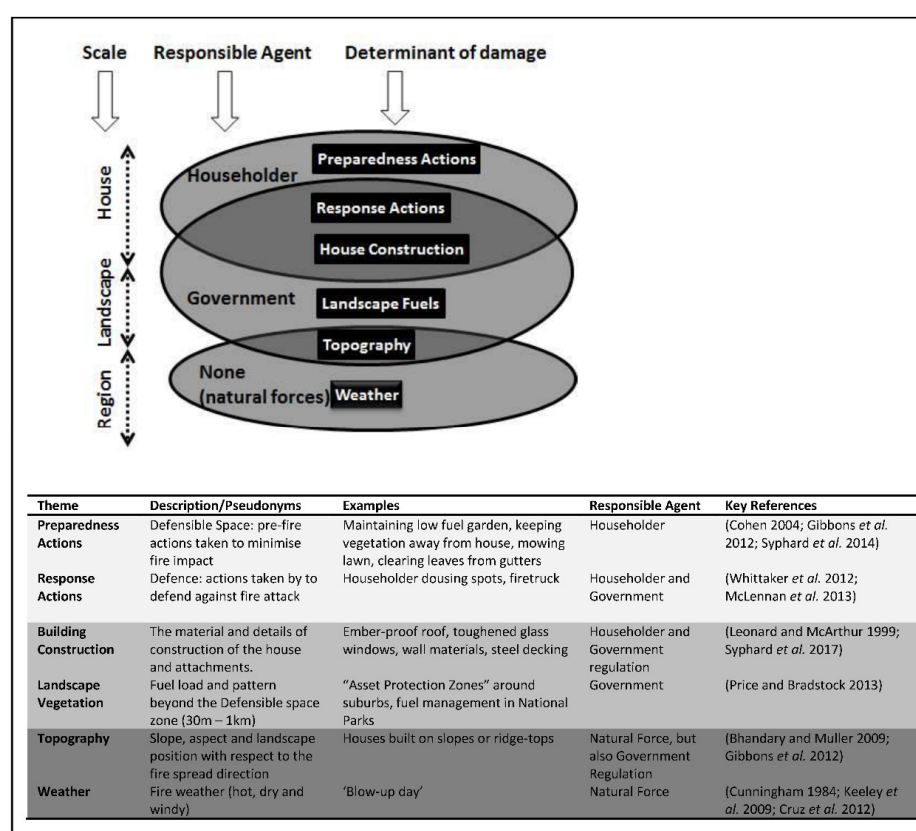 Scale Responsible Agent Determinant of damage
House
Landscape
Region
Householder
Preparedness Actions
Response Actions
House Construction
Government
Landscape Fuels
Topography
None
(natural forces)
Weather
Theme Description/Pseudonyms Examples Responsible Agent Key References
Preparedness Defensible Space: pre-fire Maintaining low fuel garden, keeping Householder (Cohen 2004; Gibbons et al.
Actions actions taken to minimise vegetation away from house, mowing 2012; Syphard et al. 2014)
fire impact lawn, clearing leaves from gutters
Response Defence: actions taken by to Householder dousing spots, firetruck Householder and (Whittaker et al. 2012;
Actions defend against fire attack Government McLennan et al. 2013)
Building The material and details of Ember-proof roof, toughened glass Householder and (Leonard and McArthur 1999;
Construction construction of the house windows, wall materials, steel decking Government Syphard et al. 2017)
and attachments. regulation
Landscape Fuel load and pattern "Asset Protection Zones" around Government (Price and Bradstock 2013)
Vegetation beyond the Defensible space suburbs, fuel management in National
zone (30m – 1km) Parks
Topography Slope, aspect and landscape Houses built on slopes or ridge-tops Natural Force, but (Bhandary and Muller 2009;
position with respect to the also Government Gibbons et al. 2012)
fire spread direction Regulation
Weather Fire weather (hot, dry and 'Blow-up day' Natural Force (Cunningham 1984; Keeley et
windy) al. 2009; Cruz et al. 2012)